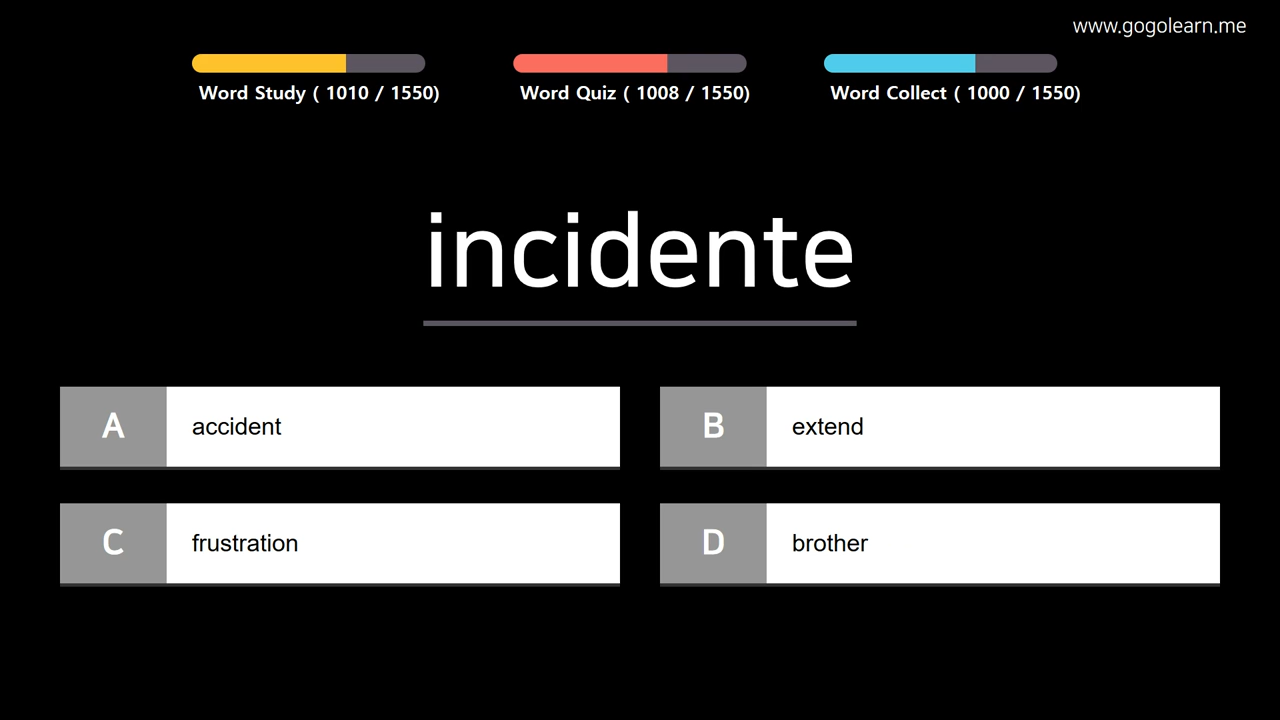 www.gogolearn.me
Word Study ( 1010 / 1550)
Word Quiz ( 1008 / 1550)
Word Collect ( 1000 / 1550)
incidente
A accident
B extend
C frustration
D brother